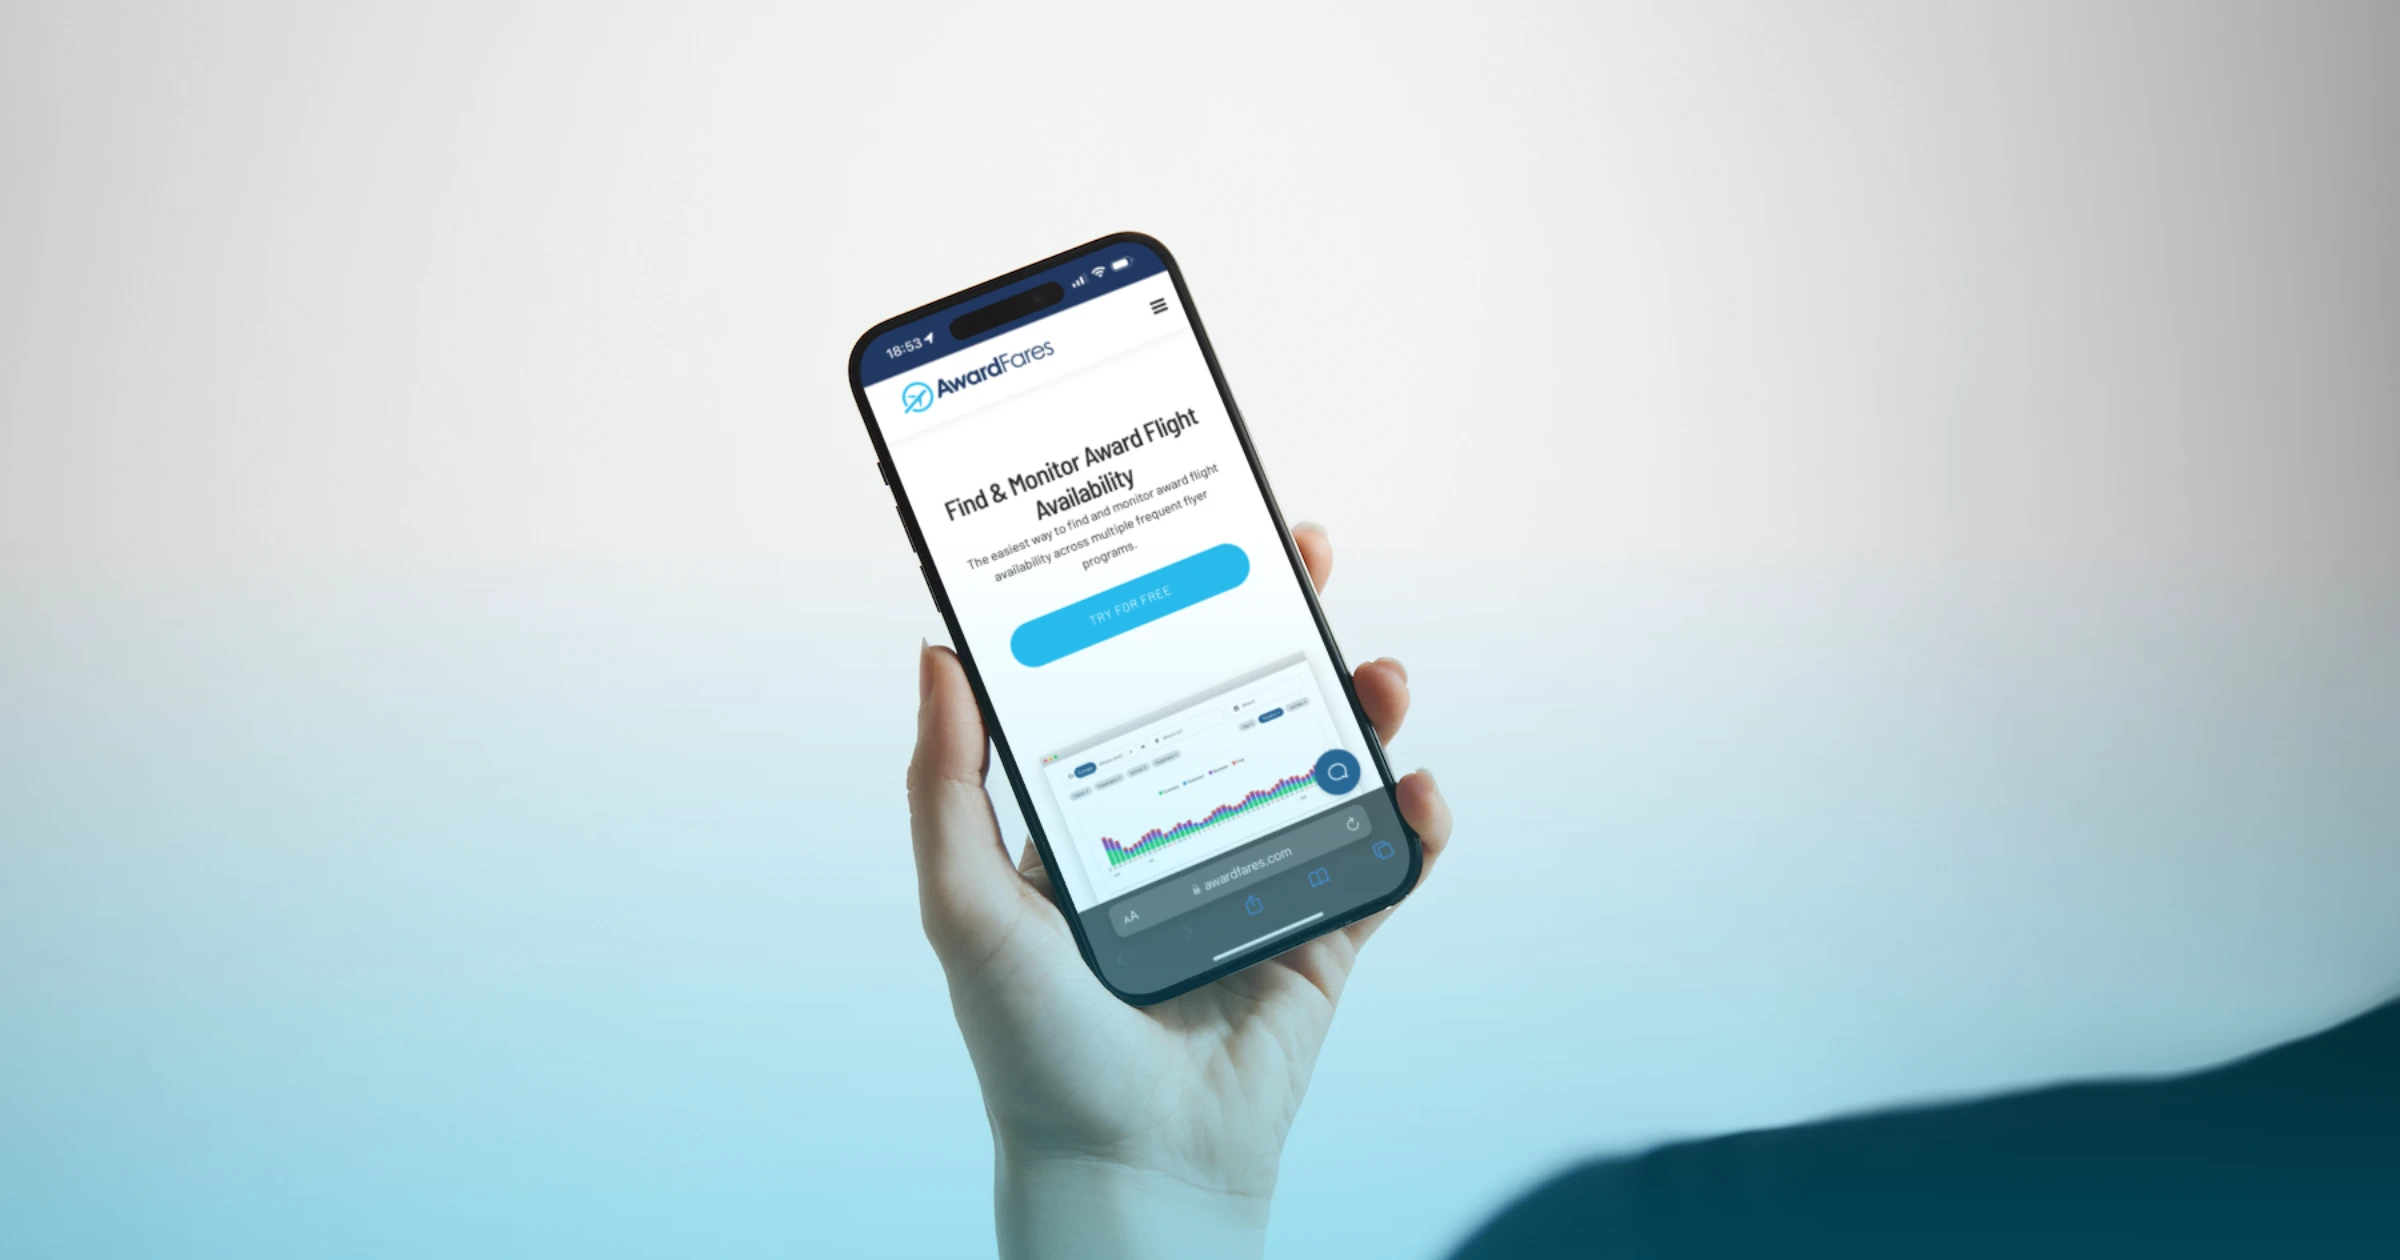 18:53
AwardFares
Find & Monitor Award Flight
Availability
The easiest way to find and monitor award flight
availability across multiple frequent flyer
programs.
TRY FOR FREE
AA
awardfares.com